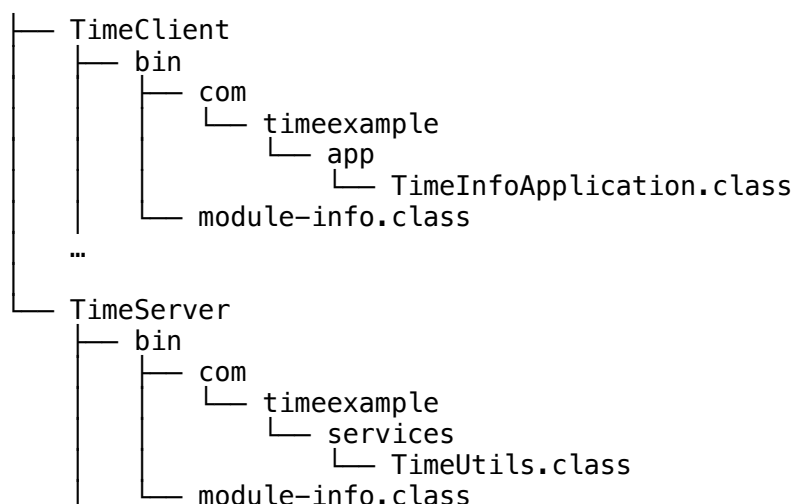 ├── TimeClient
│   ├── bin
│   │   ├── com
│   │   │   └── timeexample
│   │   │       └── app
│   │   │           └── TimeInfoApplication.class
│   │   └── module-info.class
│   …
└── TimeServer
    ├── bin
    │   ├── com
    │   │   └── timeexample
    │   │       └── services
    │   │           └── TimeUtils.class
    │   └── module-info.class